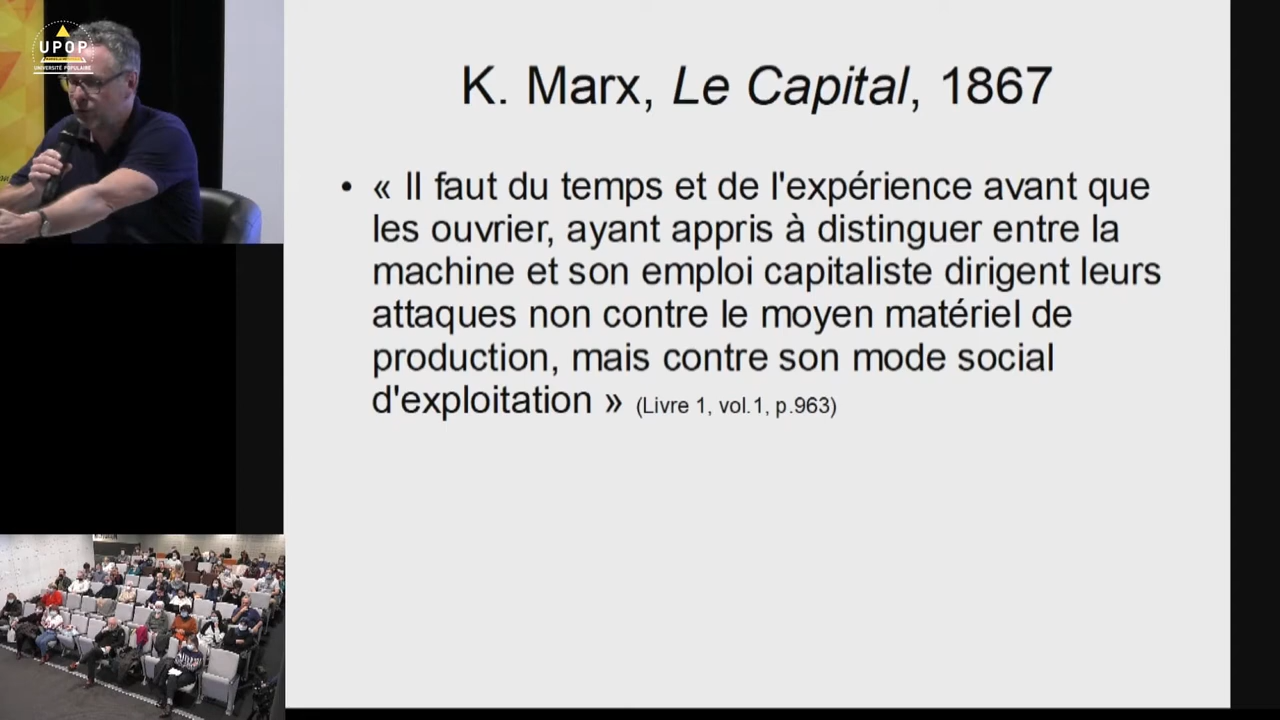 UPOP
UNIVERSITÉ POPULAIRE
K. Marx, Le Capital, 1867
• « Il faut du temps et de l'expérience avant que
les ouvrier, ayant appris à distinguer entre la
machine et son emploi capitaliste dirigent leurs
attaques non contre le moyen matériel de
production, mais contre son mode social
d'exploitation » (Livre 1, vol.1, p.963)